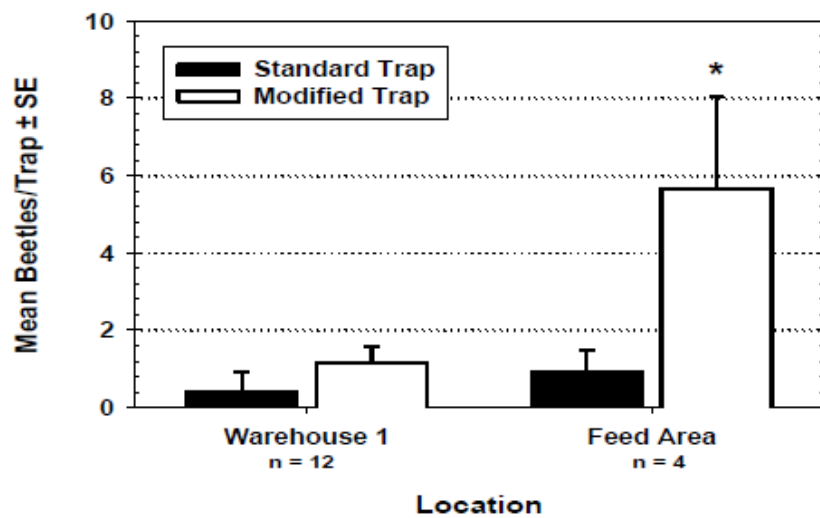 Mean Beetles/Trap ± SE
10
8
6
4
2
0
Standard Trap
Modified Trap
*
Warehouse 1
n = 12
Feed Area
n = 4
Location